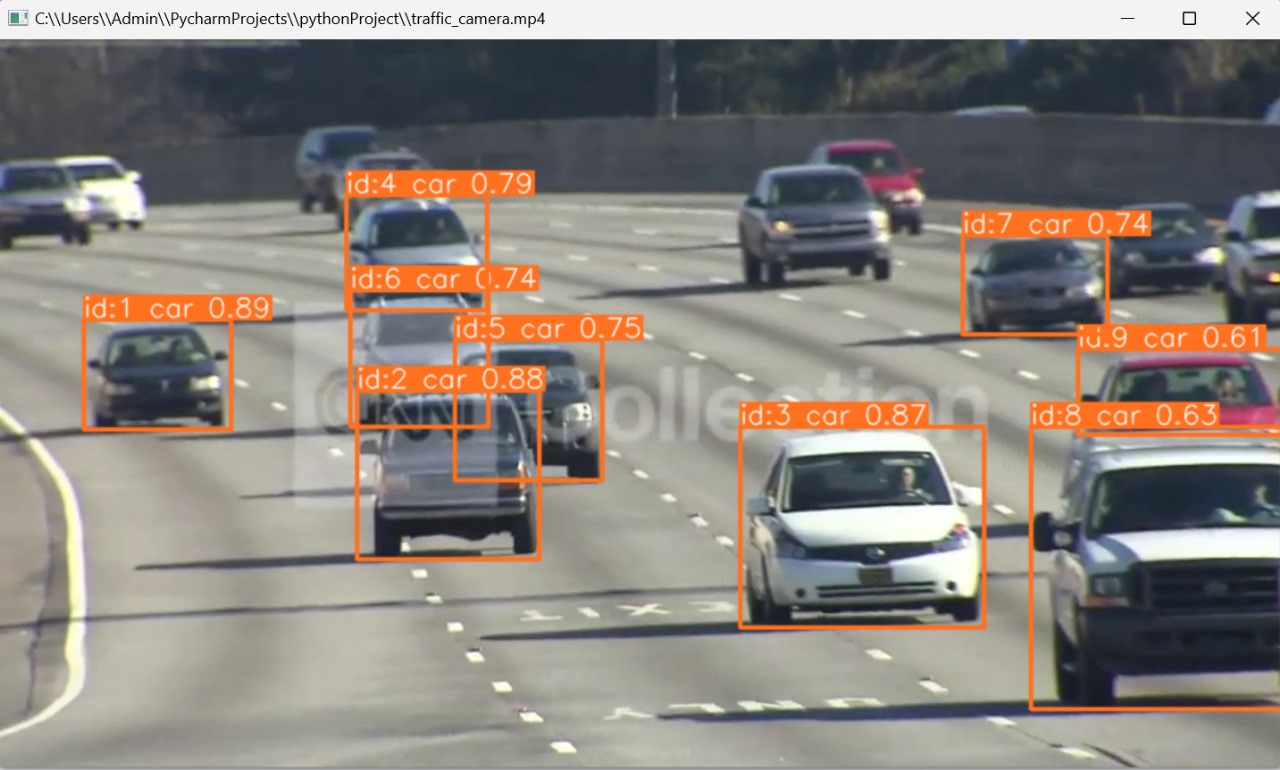 C:\\Users\\Admin\\PycharmProjects\\pythonProject\\traffic_camera.mp4
id:4 car 0.79
id:7 car 0.74
id:6 car 0.74
id:1 car 0.89
id:5 car 0.75
id:9 car 0.61
id:2 car 0.88
Collection
id:3 car 0.87
id:8 car 0.63